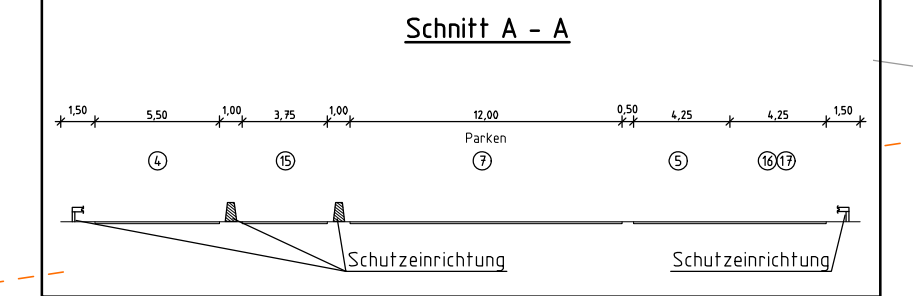 Schnitt A - A
1,50 5,50 1,00 3,75 1,00 12,00 0,50 4,25 4,25 1,50
Parken
4 15 7 5 16 17
Schutzeinrichtung Schutzeinrichtung